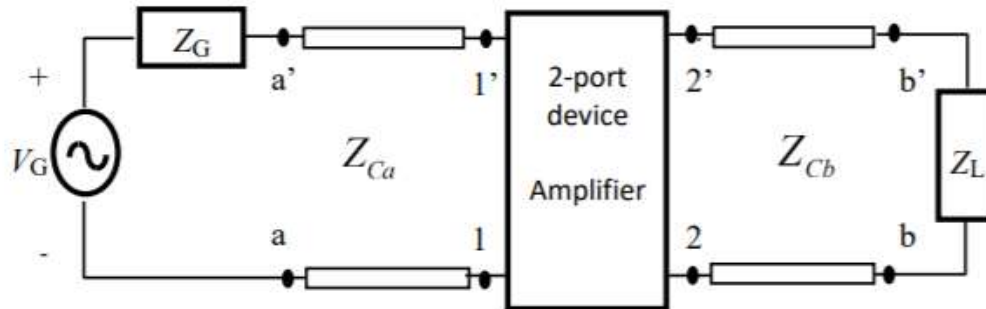 Z_G
a’
1’
2-port
device
Amplifier
2’
b’
+
V_G
-
Z_Ca
Z_Cb
Z_L
a
1
2
b